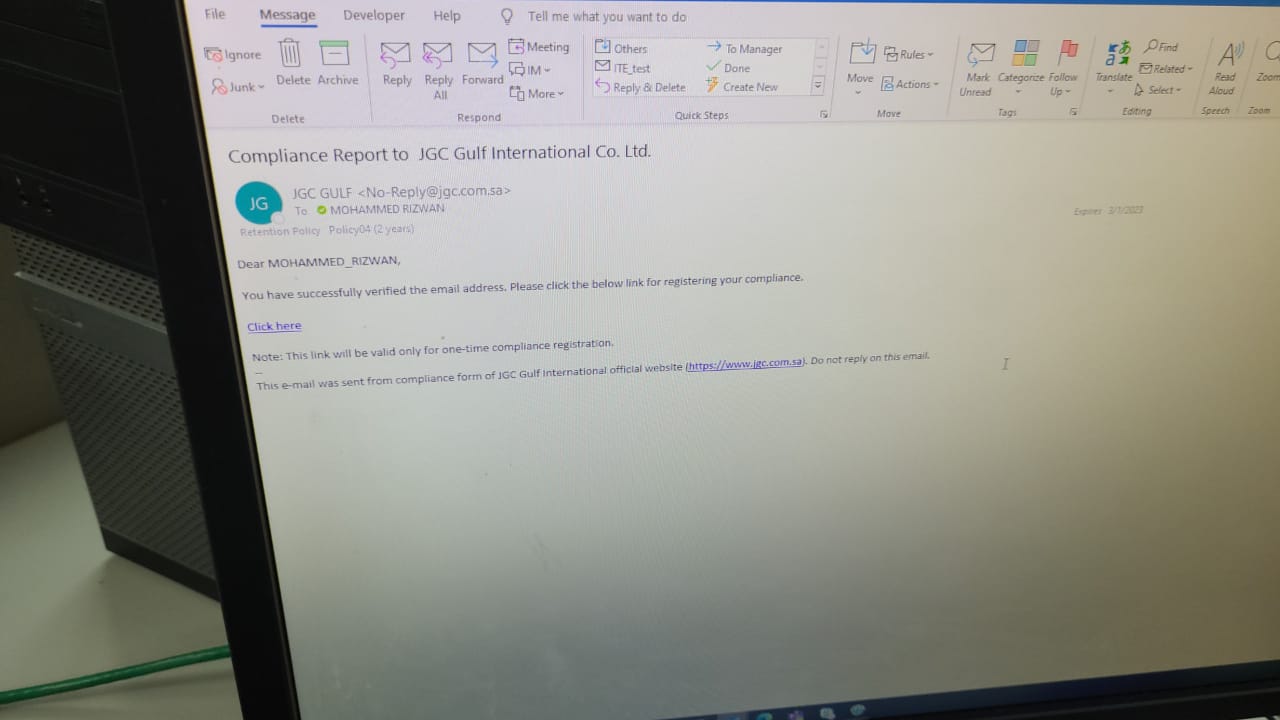 File Message Developer Help Tell me what you want to do
Ignore
Junk
Delete Archive
Delete
Reply Reply All Forward
Meeting
IM
More
Respond
Others
ITE_test
Reply & Delete
To Manager
Done
Create New
Quick Steps
Move
Rules
Actions
Move
Mark Unread Categorize Follow Up
Tags
Translate
Find
Related
Select
Editing
Read Aloud
Speech
Zoom
Zoom
Compliance Report to JGC Gulf International Co. Ltd.
JG
JGC GULF <No-Reply@jgc.com.sa>
To MOHAMMED RIZWAN
Retention Policy Policy04 (2 years)
Expires 3/1/2023
Dear MOHAMMED_RIZWAN,
You have successfully verified the email address. Please click the below link for registering your compliance.
Click here
Note: This link will be valid only for one-time compliance registration.
--
This e-mail was sent from compliance form of JGC Gulf International official website (https://www.jgc.com.sa). Do not reply on this email.